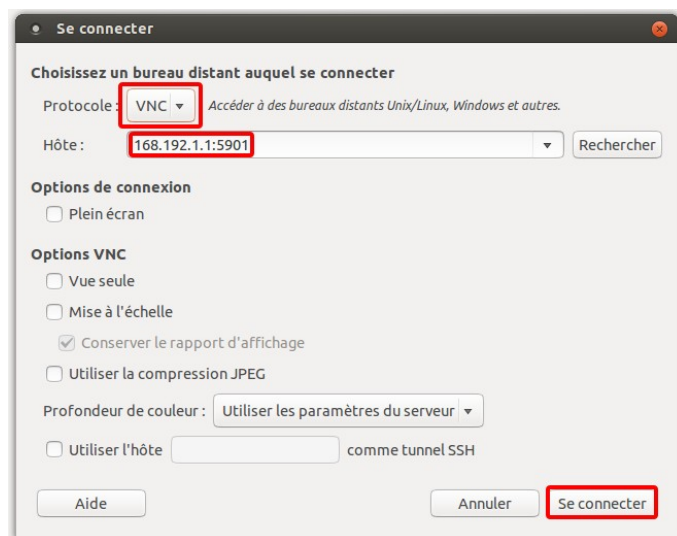 Se connecter
Choisissez un bureau distant auquel se connecter
Protocole : VNC Accéder à des bureaux distants Unix/Linux, Windows et autres.
Hôte : 168.192.1.1:5901 Rechercher
Options de connexion
Plein écran
Options VNC
Vue seule
Mise à l'échelle
Conserver le rapport d'affichage
Utiliser la compression JPEG
Profondeur de couleur : Utiliser les paramètres du serveur
Utiliser l'hôte comme tunnel SSH
Aide Annuler Se connecter